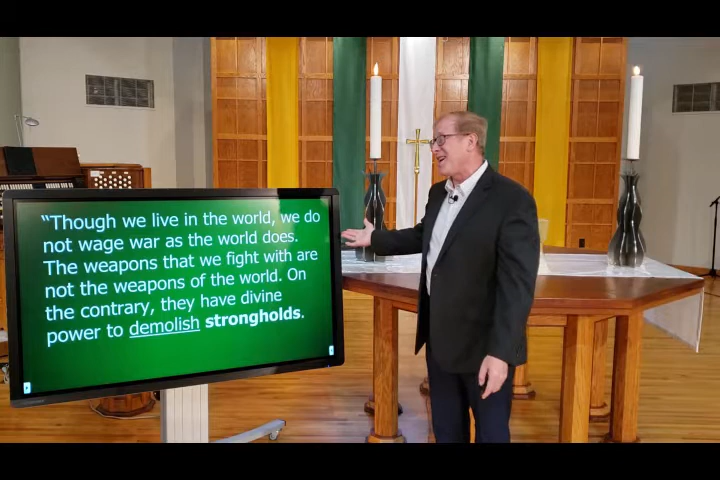 “Though we live in the world, we do
not wage war as the world does.
The weapons that we fight with are
not the weapons of the world. On
the contrary, they have divine
power to demolish strongholds.